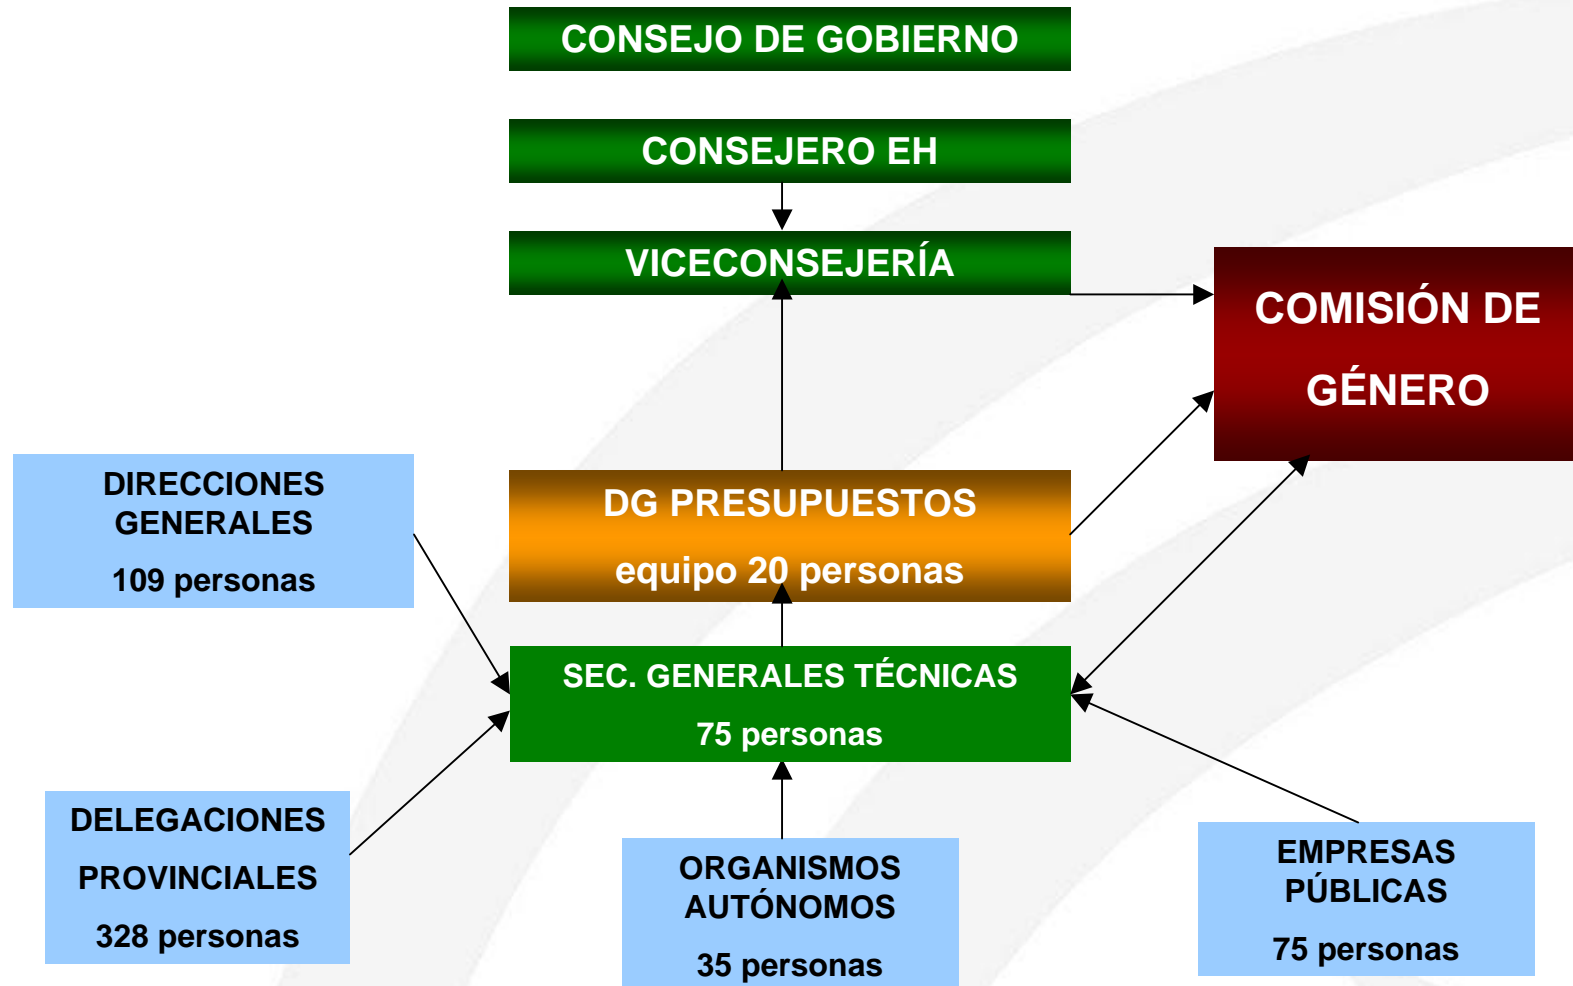 CONSEJO DE GOBIERNO
CONSEJERO EH
VICECONSEJERÍA
COMISIÓN DE
GÉNERO
DIRECCIONES
GENERALES
109 personas
DG PRESUPUESTOS
equipo 20 personas
SEC. GENERALES TÉCNICAS
75 personas
DELEGACIONES
PROVINCIALES
328 personas
ORGANISMOS
AUTÓNOMOS
35 personas
EMPRESAS
PÚBLICAS
75 personas